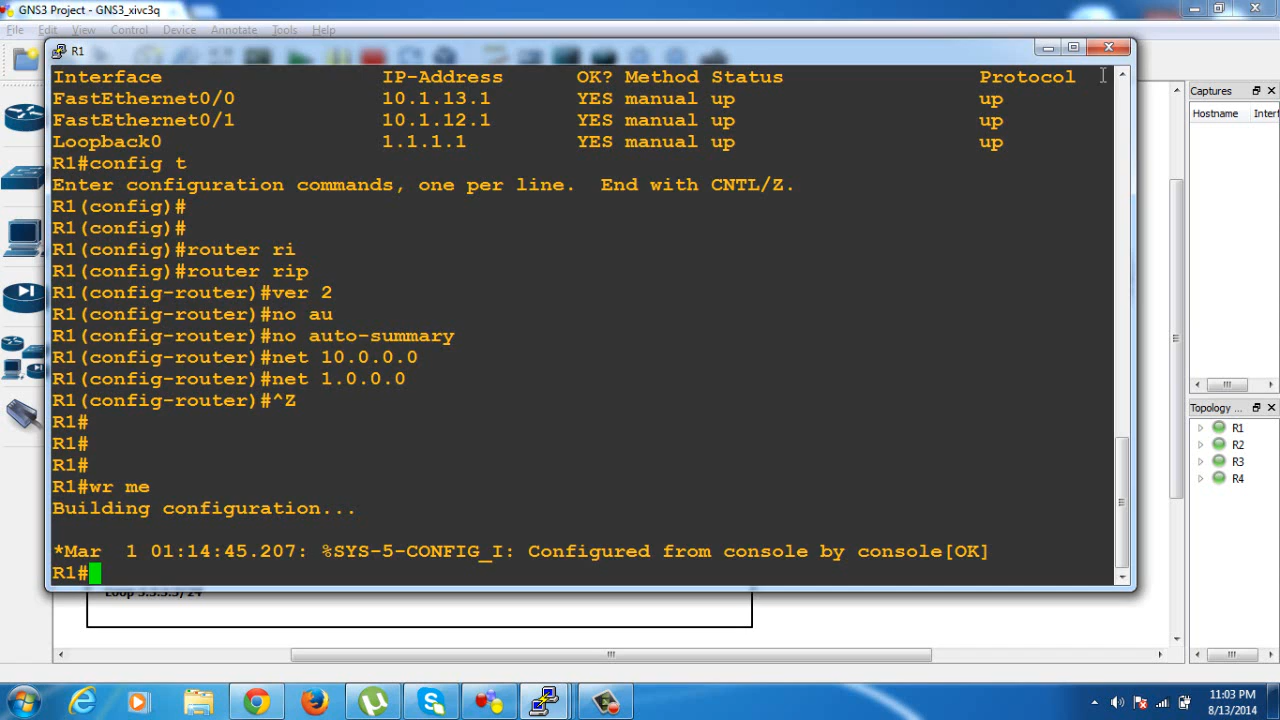 GNS3 Project - GNS3_xivc3q
File Edit View Control Device Annotate Tools Help
R1
Interface IP-Address OK? Method Status Protocol
FastEthernet0/0 10.1.13.1 YES manual up up
FastEthernet0/1 10.1.12.1 YES manual up up
Loopback0 1.1.1.1 YES manual up up
R1#config t
Enter configuration commands, one per line. End with CNTL/Z.
R1(config)#
R1(config)#
R1(config)#router ri
R1(config)#router rip
R1(config-router)#ver 2
R1(config-router)#no au
R1(config-router)#no auto-summary
R1(config-router)#net 10.0.0.0
R1(config-router)#net 1.0.0.0
R1(config-router)#^Z
R1#
R1#
R1#
R1#wr me
Building configuration...
*Mar 1 01:14:45.207: %SYS-5-CONFIG_I: Configured from console by console[OK]
R1#
Captures
Hostname Interf
Topology ...
R1
R2
R3
R4
Loop 3.3.3.3/24
11:03 PM
8/13/2014